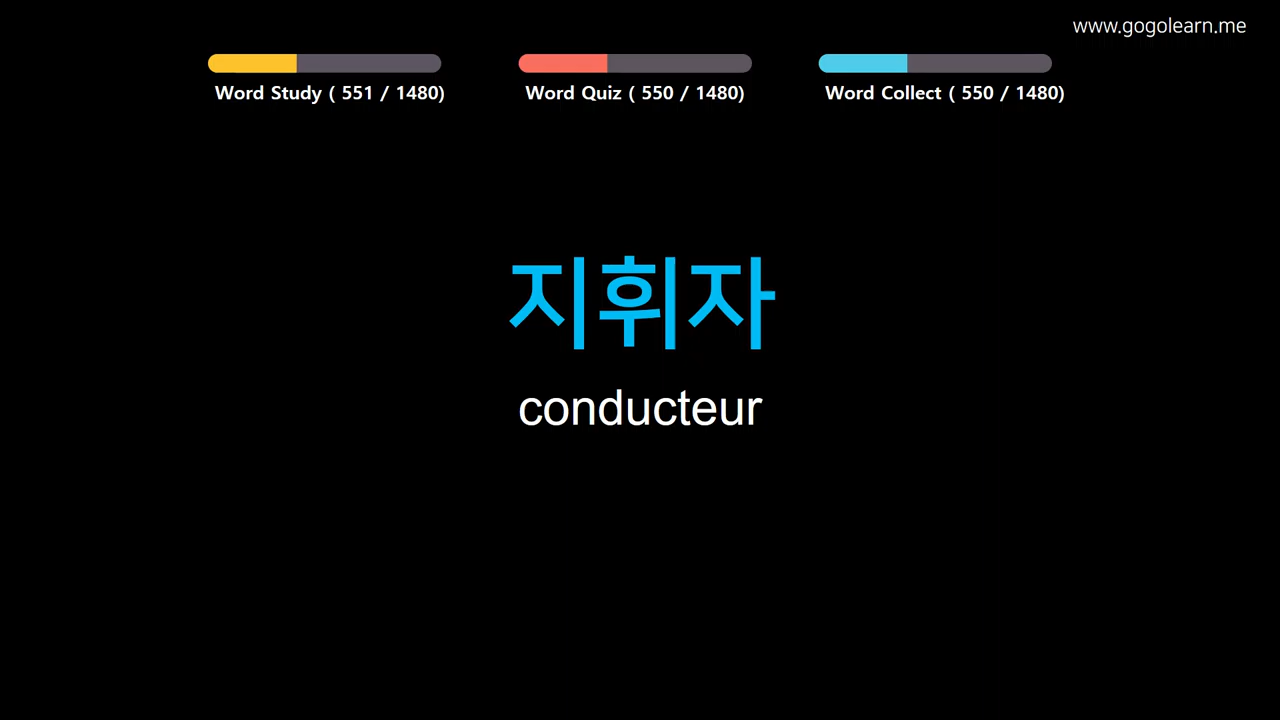 www.gogolearn.me
Word Study ( 551 / 1480)
Word Quiz ( 550 / 1480)
Word Collect ( 550 / 1480)
지휘자
conducteur